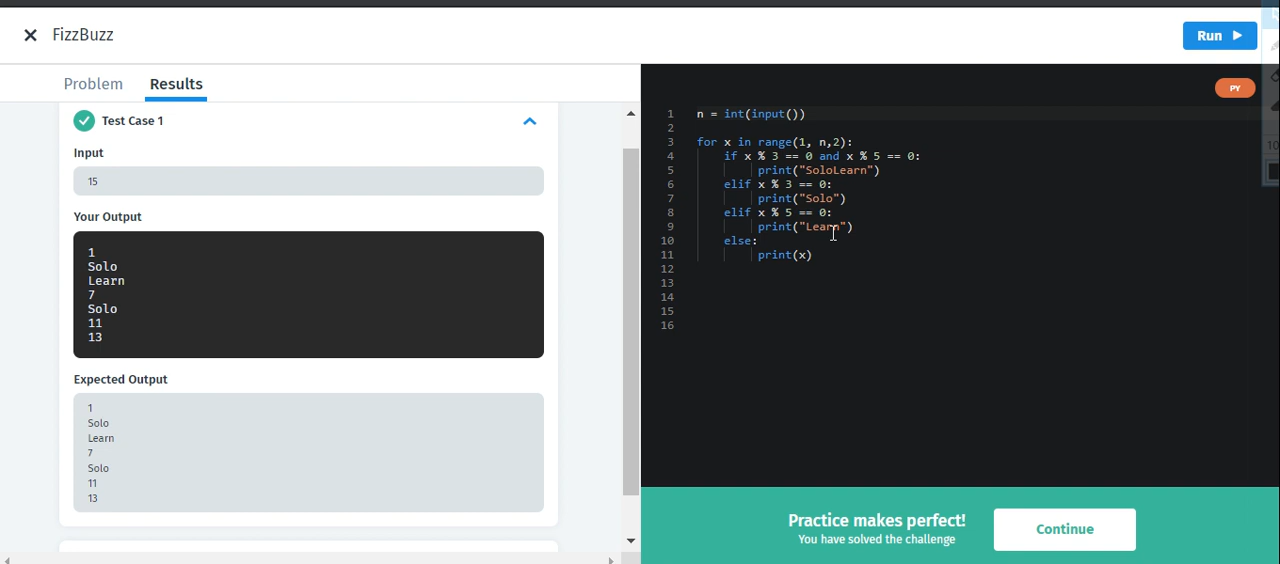 FizzBuzz
Run
Problem Results
PY
Test Case 1
Input
15
Your Output
1
Solo
Learn
7
Solo
11
13
Expected Output
1
Solo
Learn
7
Solo
11
13
1 n = int(input())
2
3 for x in range(1, n,2):
4 if x % 3 == 0 and x % 5 == 0:
5 print("SoloLearn")
6 elif x % 3 == 0:
7 print("Solo")
8 elif x % 5 == 0:
9 print("Learn")
10 else:
11 print(x)
12
13
14
15
16
Practice makes perfect!
You have solved the challenge
Continue
10